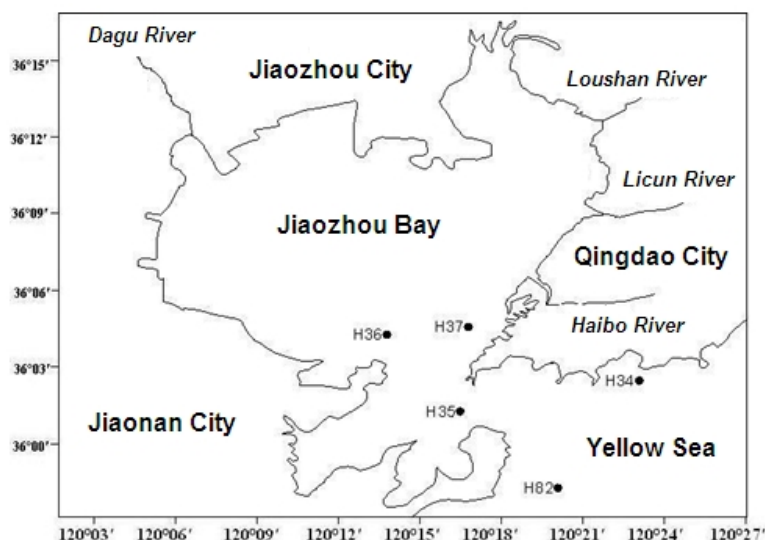 Dagu River
36°15′
Jiaozhou City
Loushan River
36°12′
Licun River
36°09′
Jiaozhou Bay
Qingdao City
36°06′
H36
H37
Haibo River
36°03′
H34
H35
Jiaonan City
36°00′
Yellow Sea
H82
120°03′ 120°06′ 120°09′ 120°12′ 120°15′ 120°18′ 120°21′ 120°24′ 120°27′